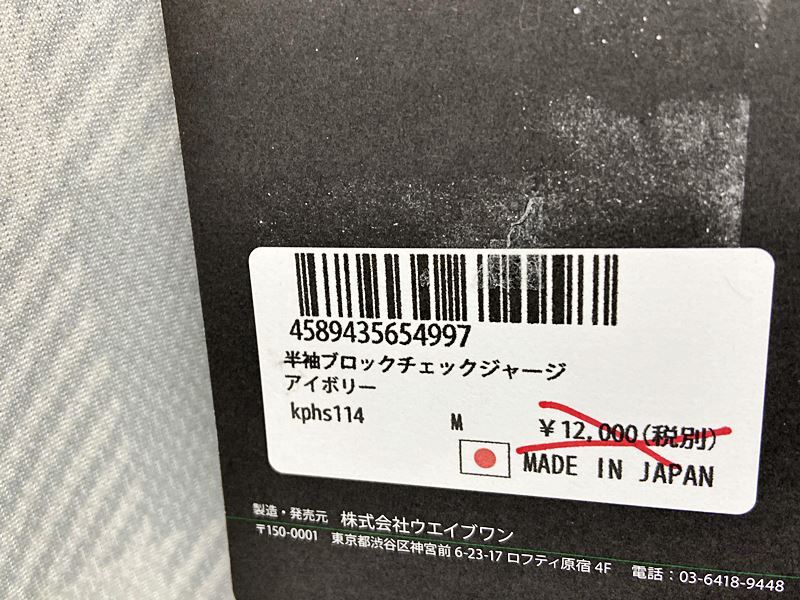 4589435654997
半袖ブロックチェックジャージ
アイボリー
kphs114
M ¥12,000(税別)
MADE IN JAPAN
製造・発売元 株式会社ウエイブワン
〒150-0001 東京都渋谷区神宮前 6-23-17 ロフティ原宿 4F 電話：03-6418-9448